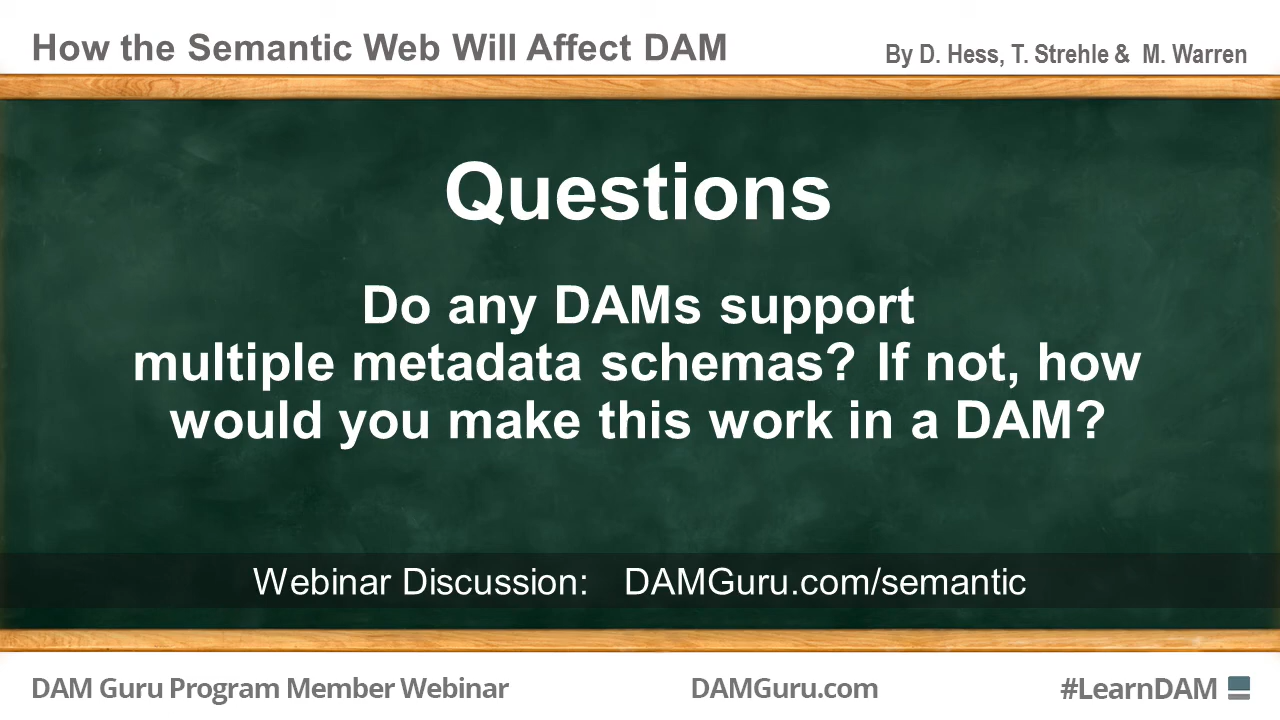 How the Semantic Web Will Affect DAM
By D. Hess, T. Strehle & M. Warren
Questions
Do any DAMs support
multiple metadata schemas? If not, how
would you make this work in a DAM?
Webinar Discussion: DAMGuru.com/semantic
DAM Guru Program Member Webinar
DAMGuru.com
#LearnDAM